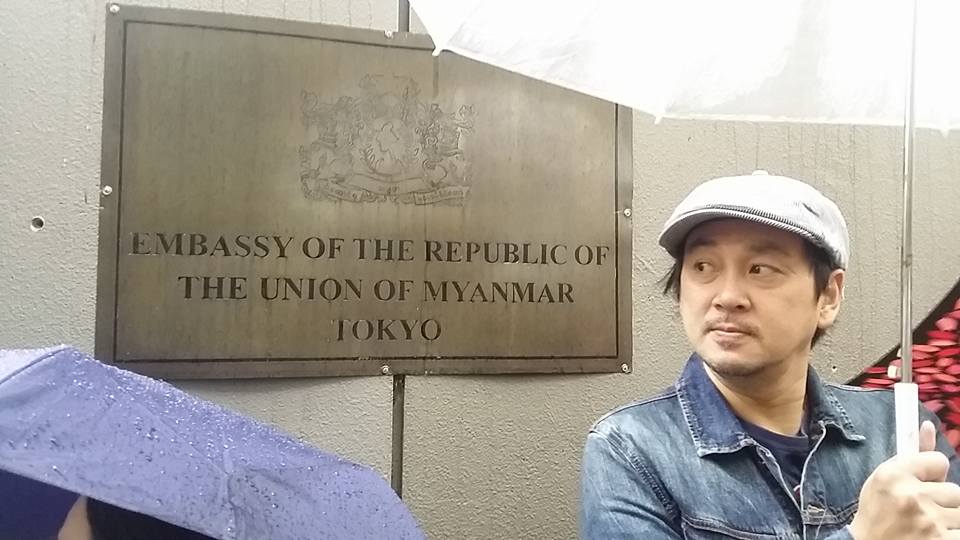 EMBASSY OF THE REPUBLIC OF
THE UNION OF MYANMAR
TOKYO